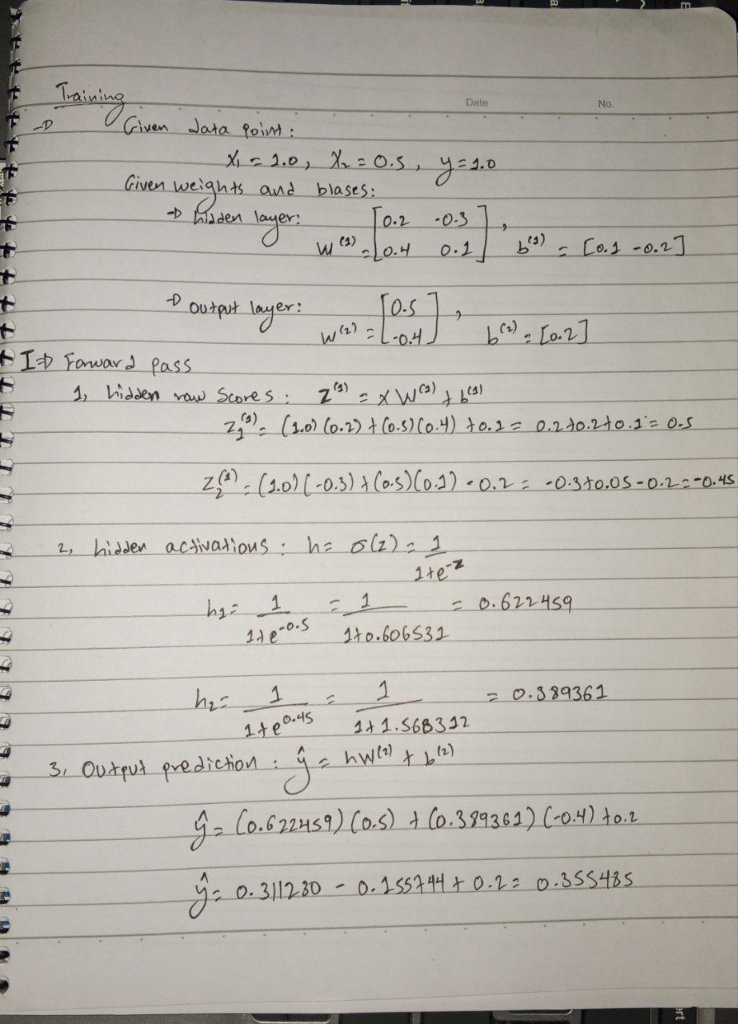 Training
Date No.
→ Given data point:
x₁ = 1.0, x₂ = 0.5, y = 1.0
Given weights and biases:
→ hidden layer: W⁽¹⁾ = [0.2 -0.3; 0.4 0.1], b⁽¹⁾ = [0.1 -0.2]
→ output layer: W⁽²⁾ = [0.5; -0.4], b⁽²⁾ = [0.2]
I → Forward pass
1, hidden raw scores: z⁽¹⁾ = xW⁽¹⁾ + b⁽¹⁾
z₁⁽¹⁾ = (1.0)(0.2) + (0.5)(0.4) + 0.1 = 0.2+0.2+0.1 = 0.5
z₂⁽¹⁾ = (1.0)(-0.3) + (0.5)(0.1) - 0.2 = -0.3+0.05-0.2 = -0.45
2, hidden activations: h = σ(z) = 1/(1+e^-z)
h₁ = 1/(1+e^-0.5) = 1/(1+0.606531) = 0.622459
h₂ = 1/(1+e^0.45) = 1/(1+1.568312) = 0.389361
3, Output prediction: ŷ = hW⁽²⁾ + b⁽²⁾
ŷ = (0.622459)(0.5) + (0.389361)(-0.4) + 0.2
ŷ = 0.311230 - 0.155744 + 0.2 = 0.355485